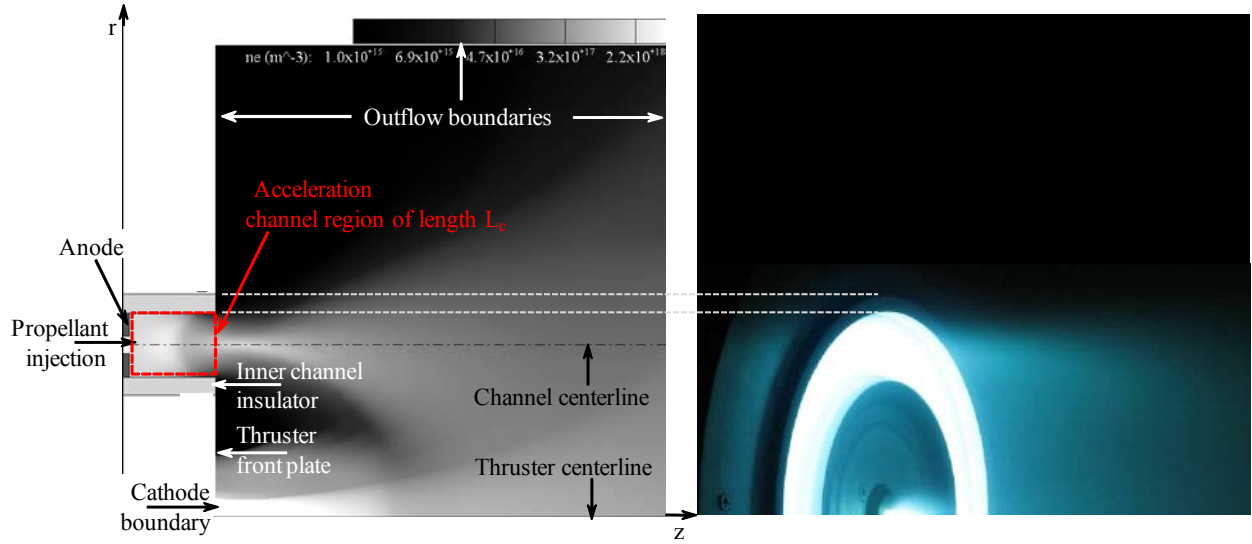 r
ne (m^-3): 1.0x10+15 6.9x10+15 4.7x10+16 3.2x10+17 2.2x10+18
Outflow boundaries
Acceleration
channel region of length Lc
Anode
Propellant
injection
Inner channel
insulator
Channel centerline
Thruster
front plate
Thruster centerline
Cathode
boundary
z